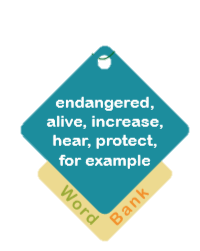 endangered,
alive, increase,
hear, protect,
for example
Word Bank